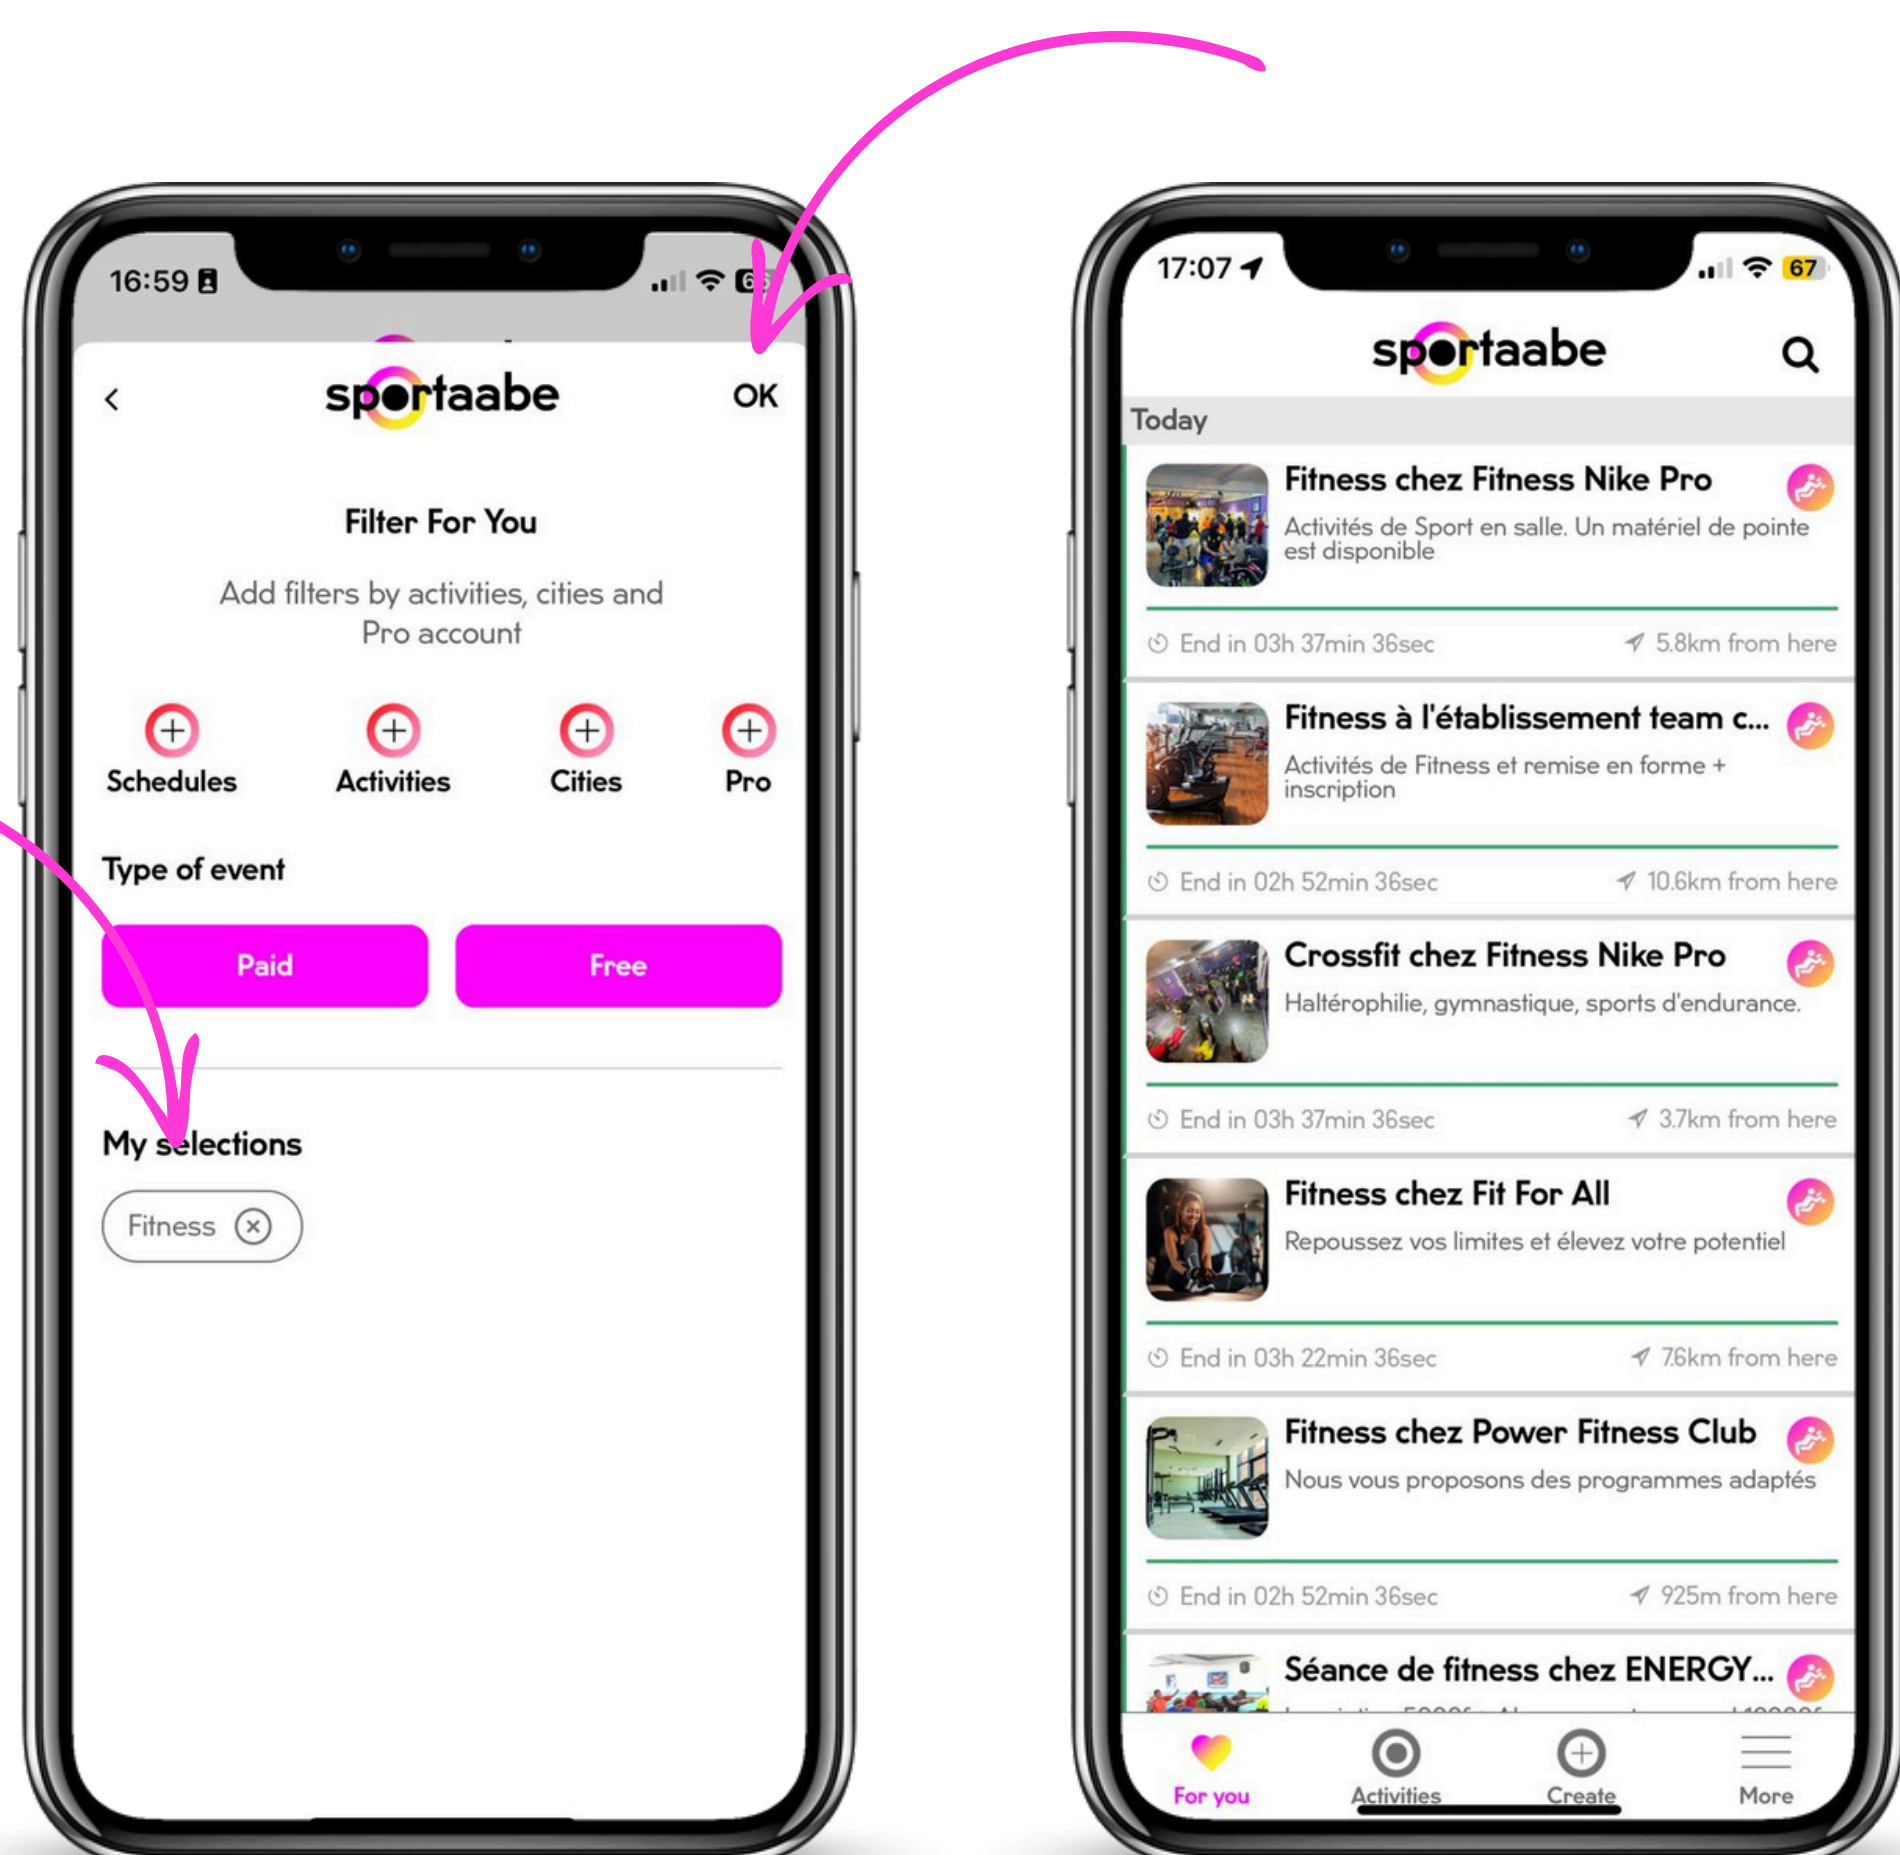 16:59
sportaabe
OK
Filter For You
Add filters by activities, cities and
Pro account
Schedules
Activities
Cities
Pro
Type of event
Paid
Free
My selections
Fitness
17:07
67
sportaabe
Today
Fitness chez Fitness Nike Pro
Activités de Sport en salle. Un matériel de pointe
est disponible
End in 03h 37min 36sec
5.8km from here
Fitness à l'établissement team c...
Activités de Fitness et remise en forme +
inscription
End in 02h 52min 36sec
10.6km from here
Crossfit chez Fitness Nike Pro
Haltérophilie, gymnastique, sports d'endurance.
End in 03h 37min 36sec
3.7km from here
Fitness chez Fit For All
Repoussez vos limites et élevez votre potentiel
End in 03h 22min 36sec
7.6km from here
Fitness chez Power Fitness Club
Nous vous proposons des programmes adaptés
End in 02h 52min 36sec
925m from here
Séance de fitness chez ENERGY...
For you
Activities
Create
More